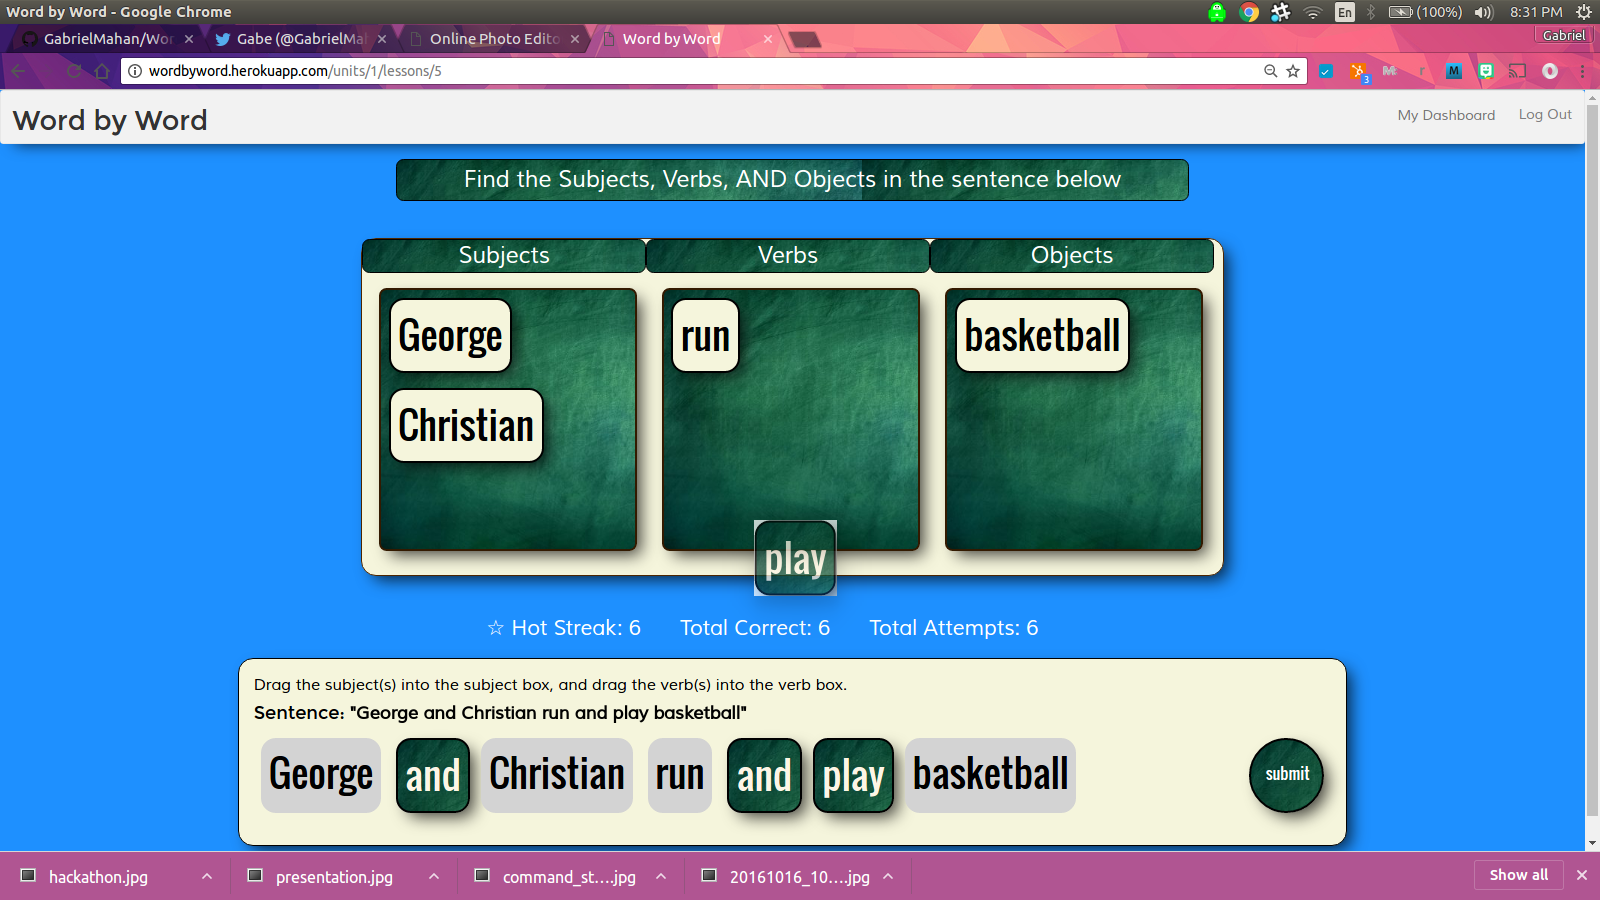 Word by Word - Google Chrome
En
(100%)
8:31 PM
GabrielMahan/Wor
Gabe (@GabrielMah
Online Photo Edito
Word by Word
Gabriel
wordbyword.herokuapp.com/units/1/lessons/5
Word by Word
My Dashboard
Log Out
Find the Subjects, Verbs, AND Objects in the sentence below
Subjects
Verbs
Objects
George
run
basketball
Christian
play
☆ Hot Streak: 6
Total Correct: 6
Total Attempts: 6
Drag the subject(s) into the subject box, and drag the verb(s) into the verb box.
Sentence: "George and Christian run and play basketball"
George and Christian run and play basketball
submit
hackathon.jpg
presentation.jpg
command_st....jpg
20161016_10....jpg
Show all